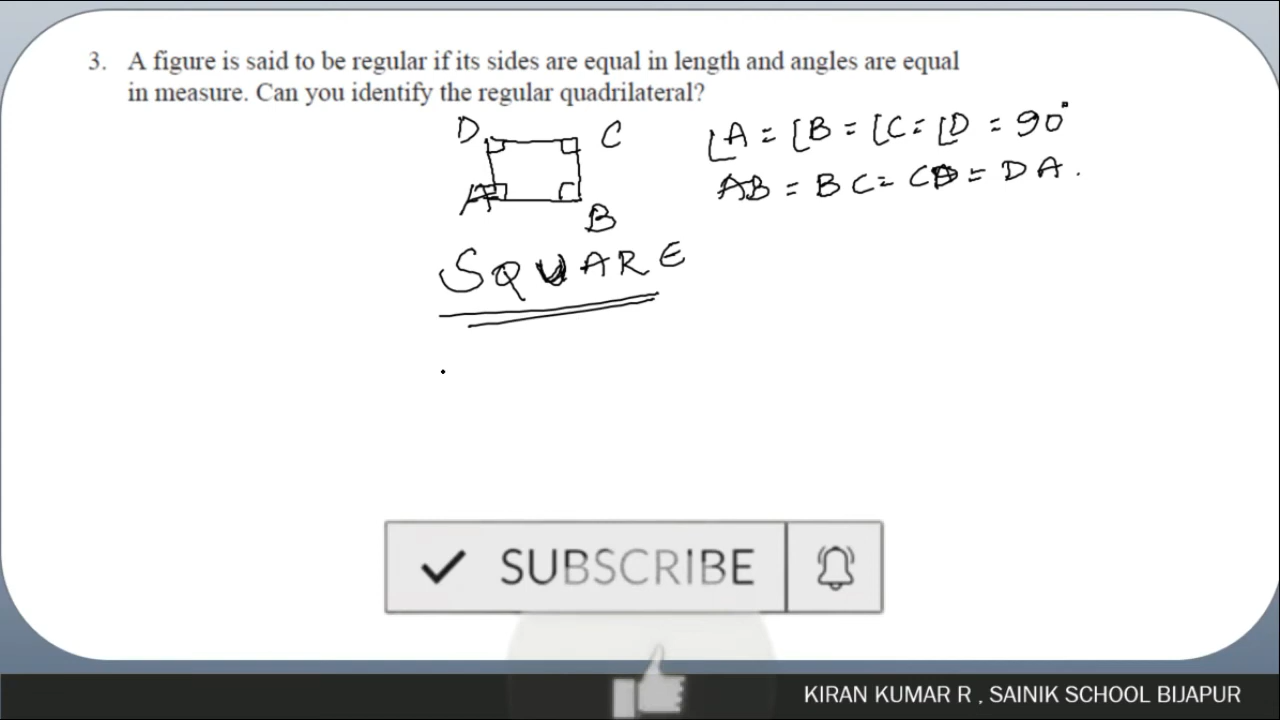 3. A figure is said to be regular if its sides are equal in length and angles are equal
in measure. Can you identify the regular quadrilateral?
D C
A B
∠A = ∠B = ∠C = ∠D = 90°
AB = BC = CD = DA.
SQUARE
SUBSCRIBE
KIRAN KUMAR R , SAINIK SCHOOL BIJAPUR